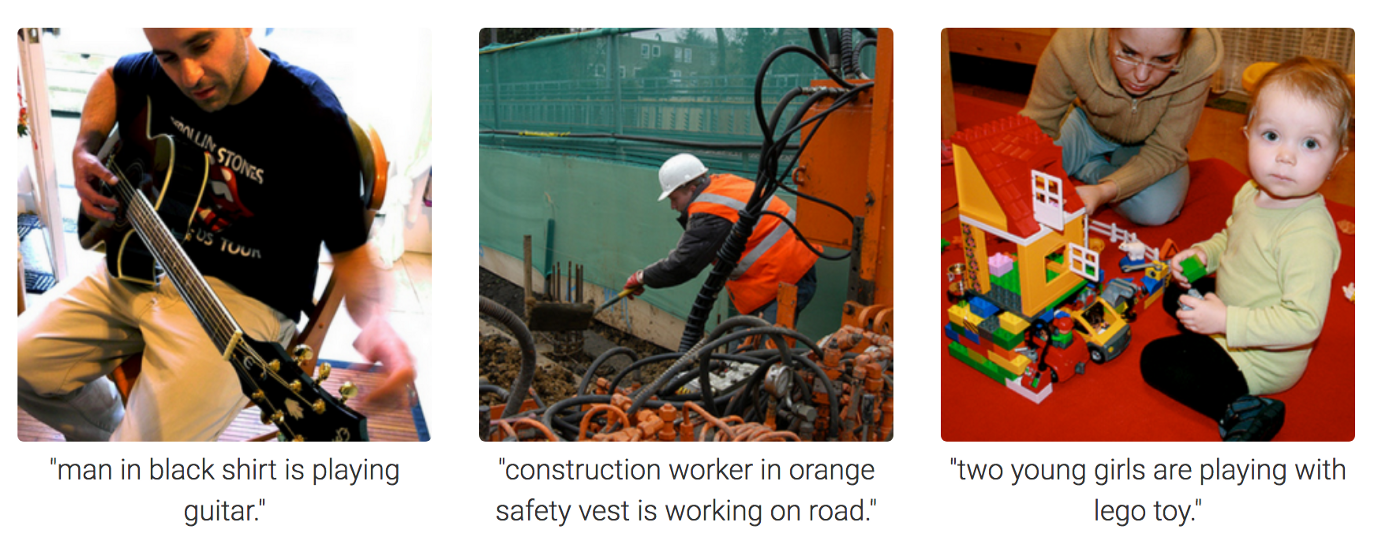 ROLLIN
STONES
US TOUR
"man in black shirt is playing
guitar."
"construction worker in orange
safety vest is working on road."
"two young girls are playing with
lego toy."